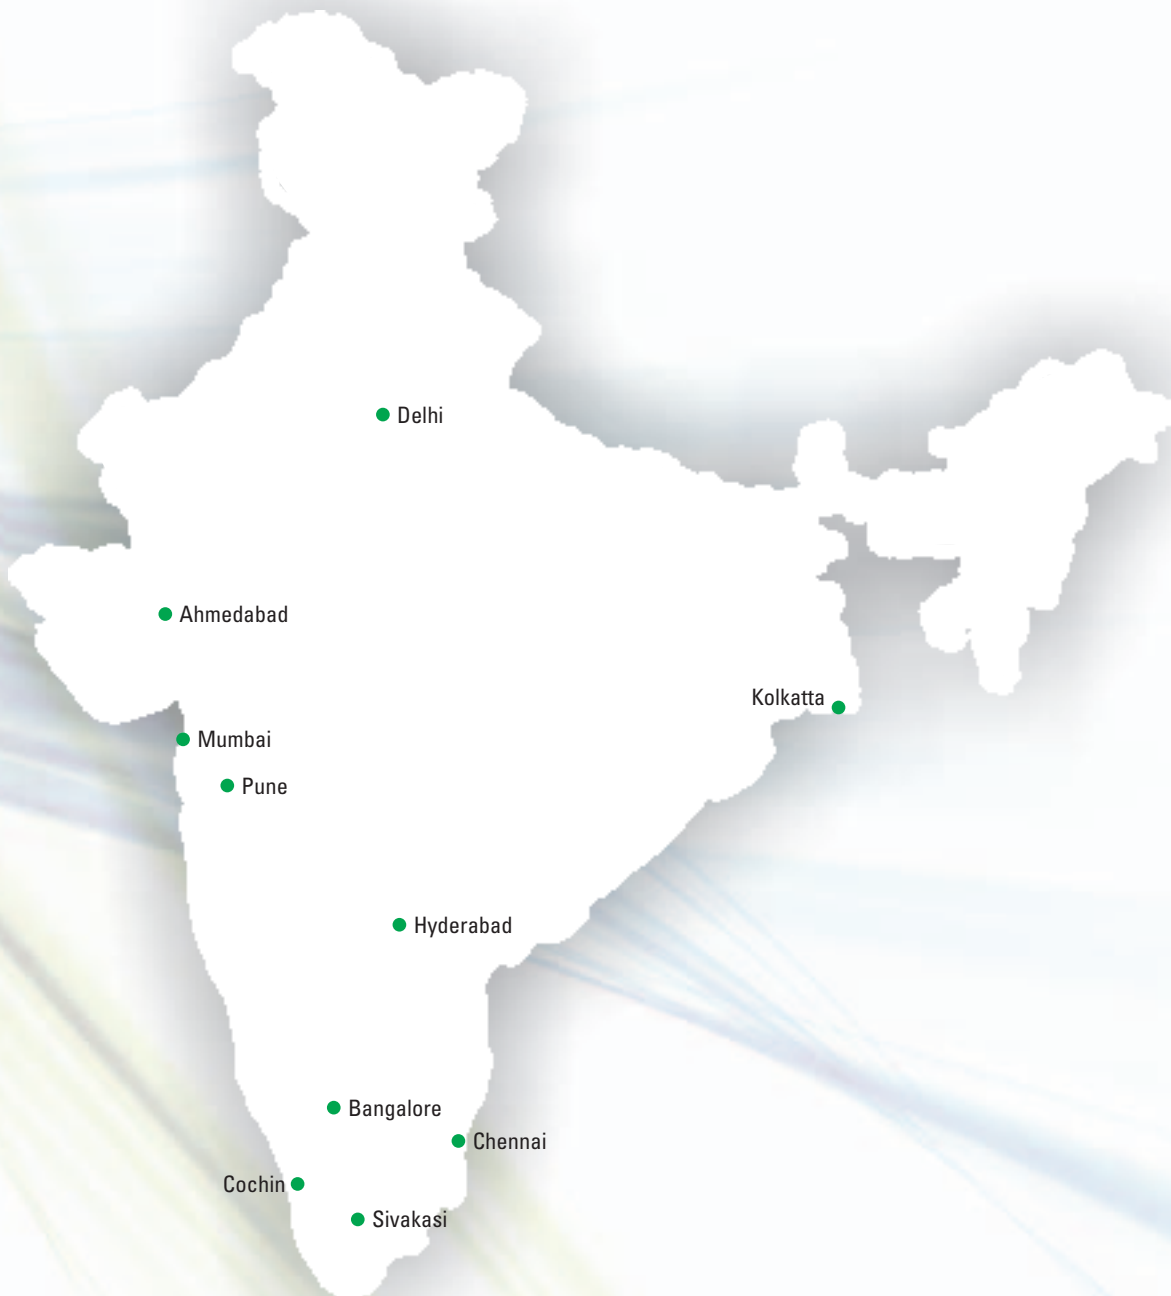 Delhi
Ahmedabad
Kolkatta
Mumbai
Pune
Hyderabad
Bangalore
Chennai
Cochin
Sivakasi